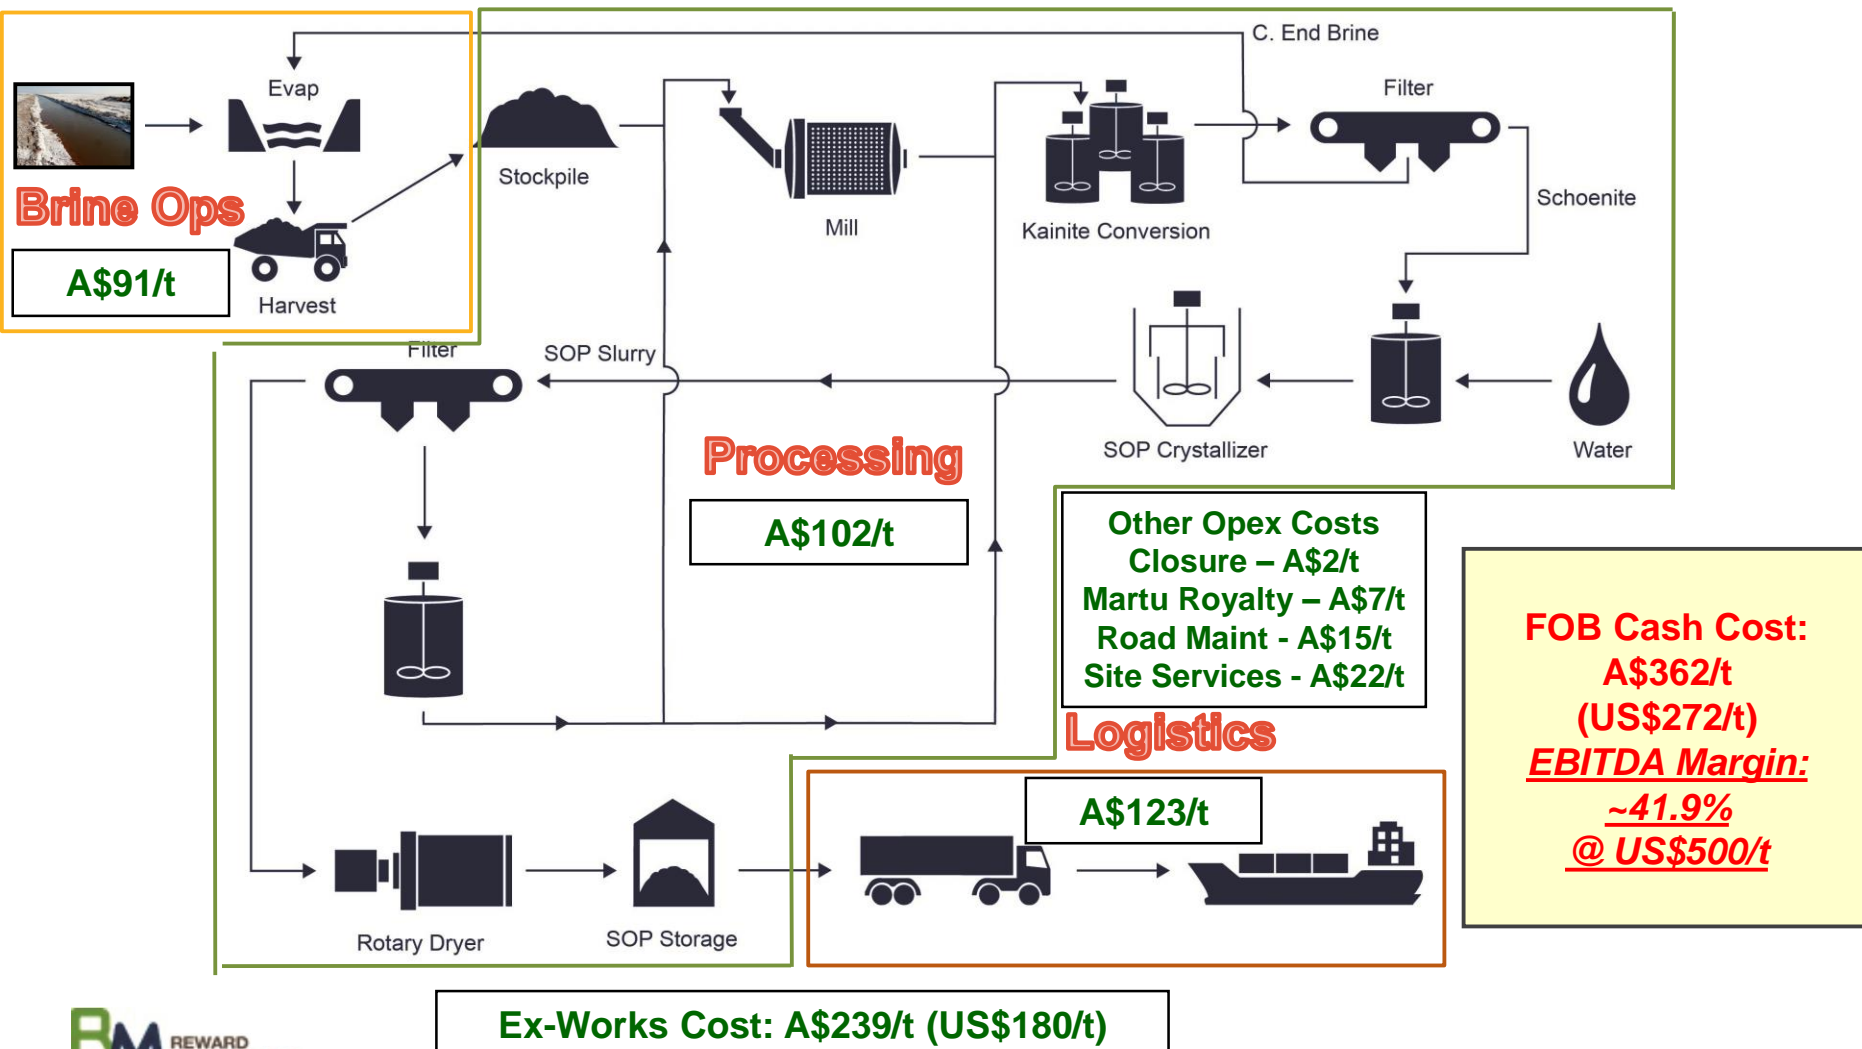 C. End Brine
Evap
Filter
Stockpile
Mill
Schoenite
Kainite Conversion
Brine Ops
A$91/t
Harvest
Filter
SOP Slurry
SOP Crystallizer
Water
Processing
A$102/t
Other Opex Costs
Closure – A$2/t
Martu Royalty – A$7/t
Road Maint - A$15/t
Site Services - A$22/t
FOB Cash Cost:
A$362/t
(US$272/t)
EBITDA Margin:
~41.9%
@ US$500/t
Logistics
A$123/t
Rotary Dryer
SOP Storage
Ex-Works Cost: A$239/t (US$180/t)
REWARD